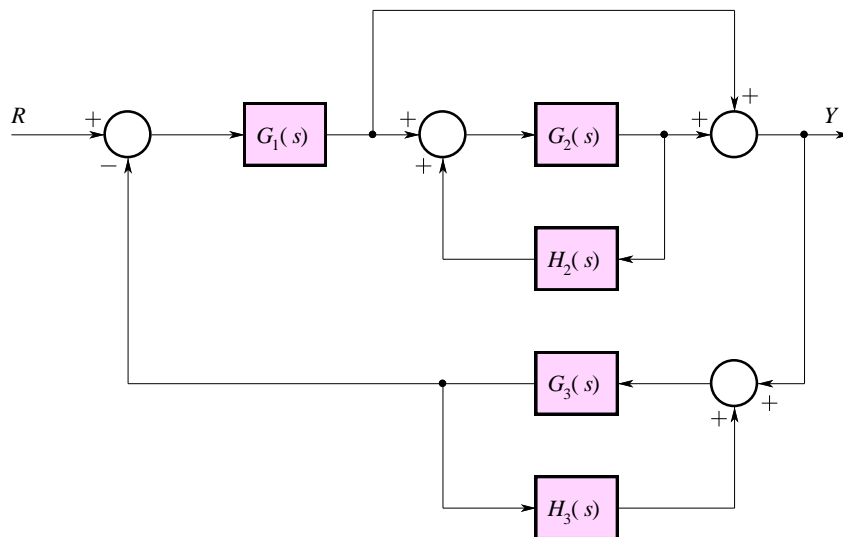 R
+
−
G₁(s)
+
+
G₂(s)
+
+
Y
H₂(s)
G₃(s)
+
+
H₃(s)